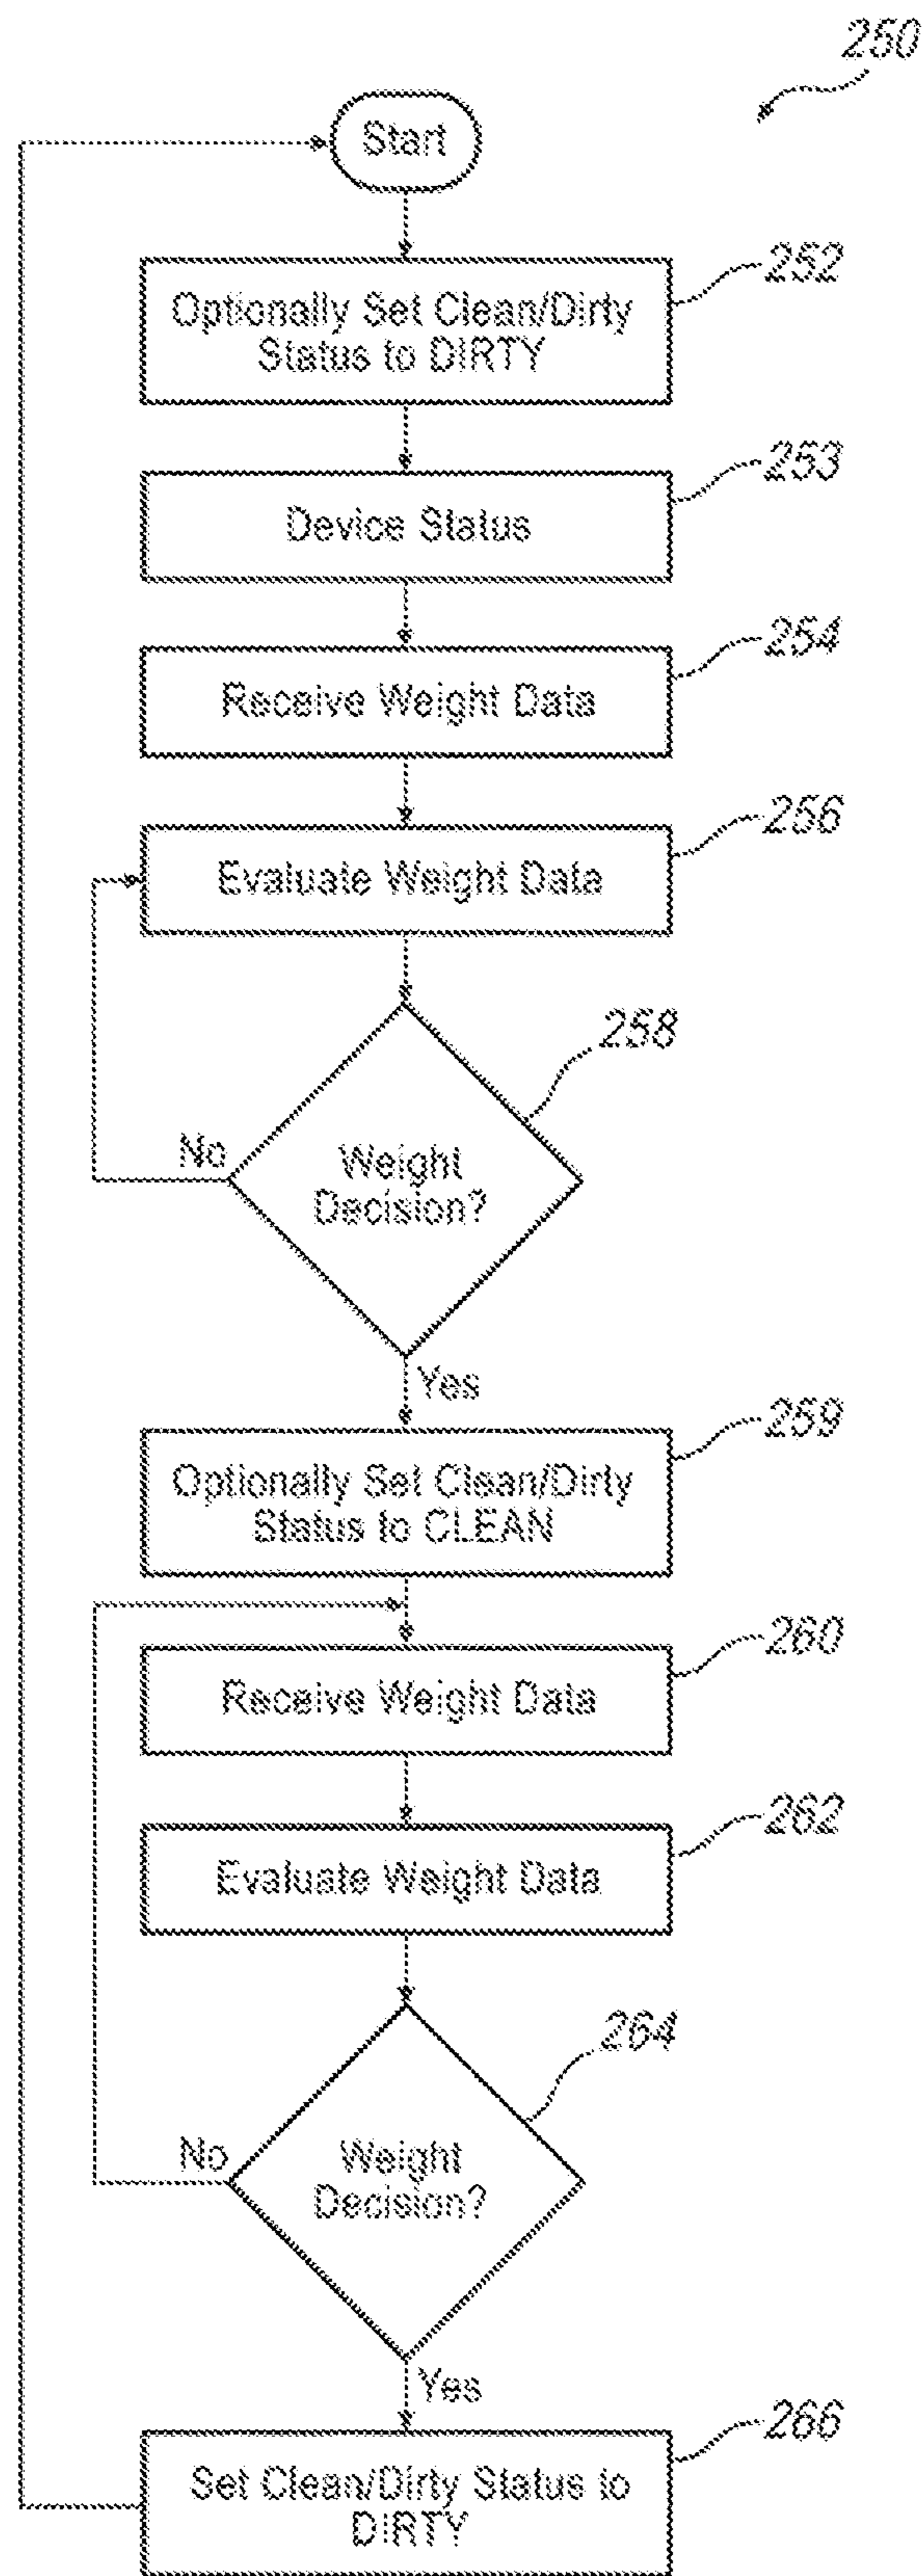 250
Start
252
Optionally Set Clean/Dirty
Status to DIRTY
253
Device Status
254
Receive Weight Data
256
Evaluate Weight Data
258
No
Weight
Decision?
Yes
259
Optionally Set Clean/Dirty
Status to CLEAN
260
Receive Weight Data
262
Evaluate Weight Data
264
No
Weight
Decision?
Yes
266
Set Clean/Dirty Status to
DIRTY